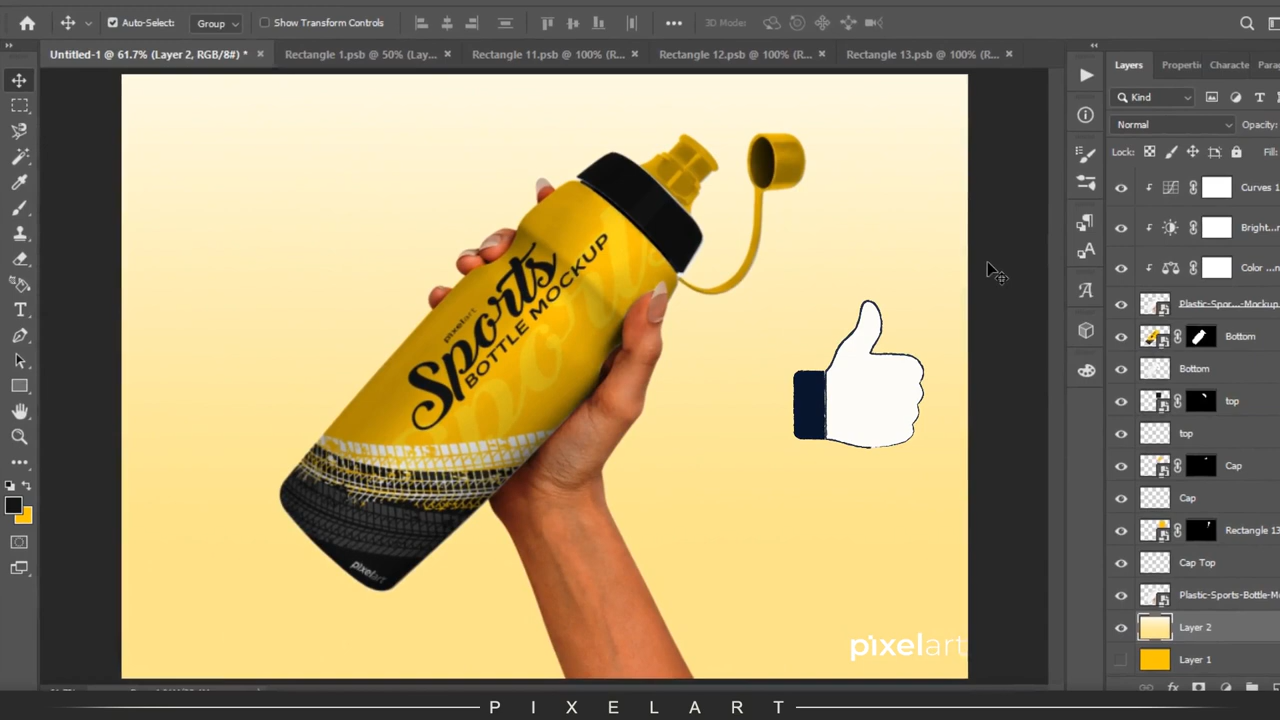 Auto-Select: Group Show Transform Controls 3D Mode:
Untitled-1 @ 61.7% (Layer 2, RGB/8#) * × Rectangle 1.psb @ 50% (Lay... × Rectangle 11.psb @ 100% (R... × Rectangle 12.psb @ 100% (R... × Rectangle 13.psb @ 100% (R... ×
Layers Properti Characte Para
Kind
Normal Opacity:
Lock: Fill:
Curves 1
Bright...
Color ...
Plastic-Spor...-Mockup
Bottom
Bottom
top
top
Cap
Cap
Rectangle 13
Cap Top
Plastic-Sports-Bottle-M
Layer 2
Layer 1
pixelart
Sports
BOTTLE MOCKUP
pixelart
pixelart
PIXELART